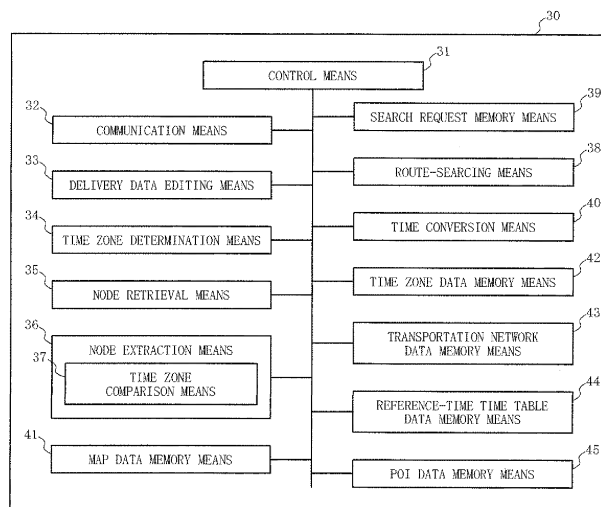 30
31
CONTROL MEANS
32
COMMUNICATION MEANS
33
DELIVERY DATA EDITING MEANS
34
TIME ZONE DETERMINATION MEANS
35
NODE RETRIEVAL MEANS
36
NODE EXTRACTION MEANS
37
TIME ZONE
COMPARISON MEANS
41
MAP DATA MEMORY MEANS
39
SEARCH REQUEST MEMORY MEANS
38
ROUTE-SEARCING MEANS
40
TIME CONVERSION MEANS
42
TIME ZONE DATA MEMORY MEANS
43
TRANSPORTATION NETWORK
DATA MEMORY MEANS
44
REFERENCE-TIME TIME TABLE
DATA MEMORY MEANS
45
POI DATA MEMORY MEANS